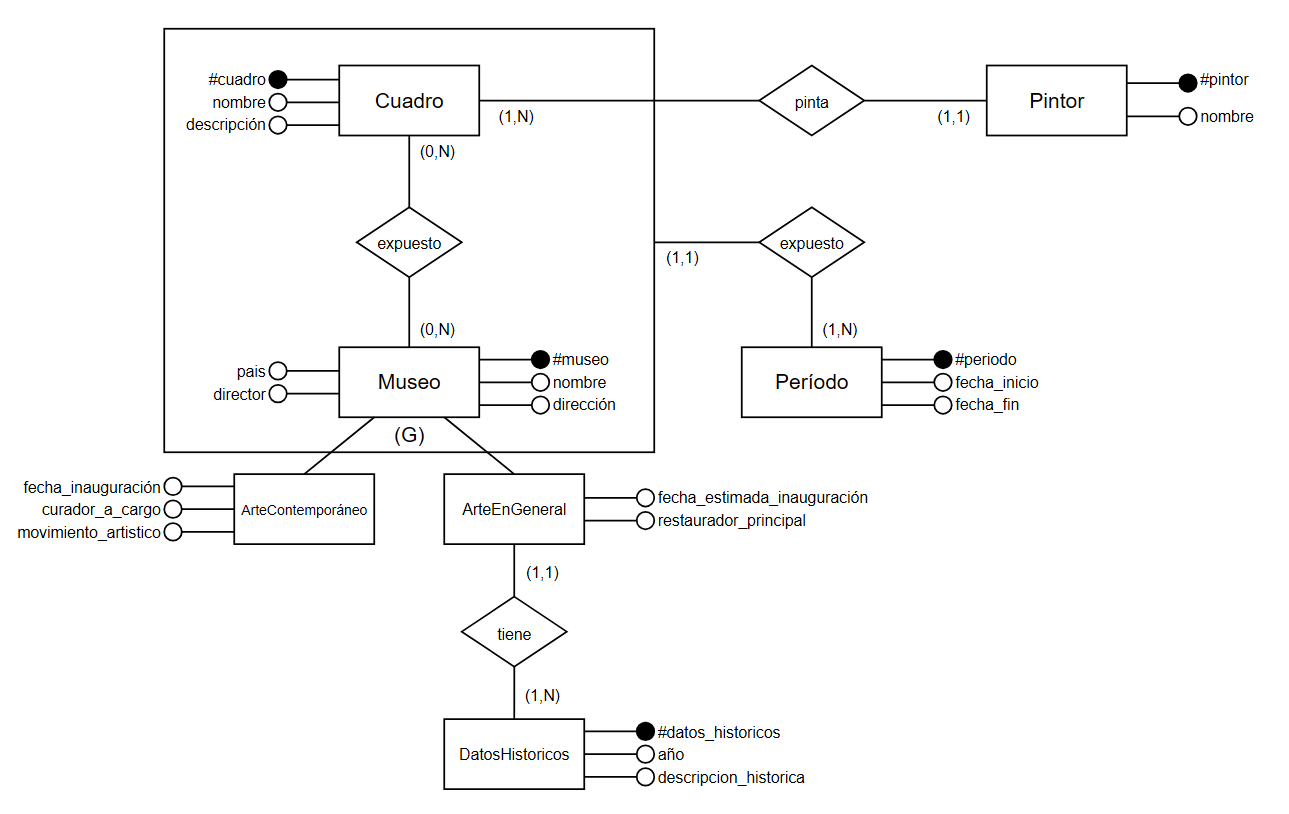 #cuadro
nombre
descripción
Cuadro
(1,N)
pinta
(1,1)
Pintor
#pintor
nombre
(0,N)
expuesto
(0,N)
(1,1)
expuesto
(1,N)
pais
director
Museo
#museo
nombre
dirección
(G)
Período
#periodo
fecha_inicio
fecha_fin
fecha_inauguración
curador_a_cargo
movimiento_artistico
ArteContemporáneo
ArteEnGeneral
fecha_estimada_inauguración
restaurador_principal
(1,1)
tiene
(1,N)
DatosHistoricos
#datos_historicos
año
descripcion_historica